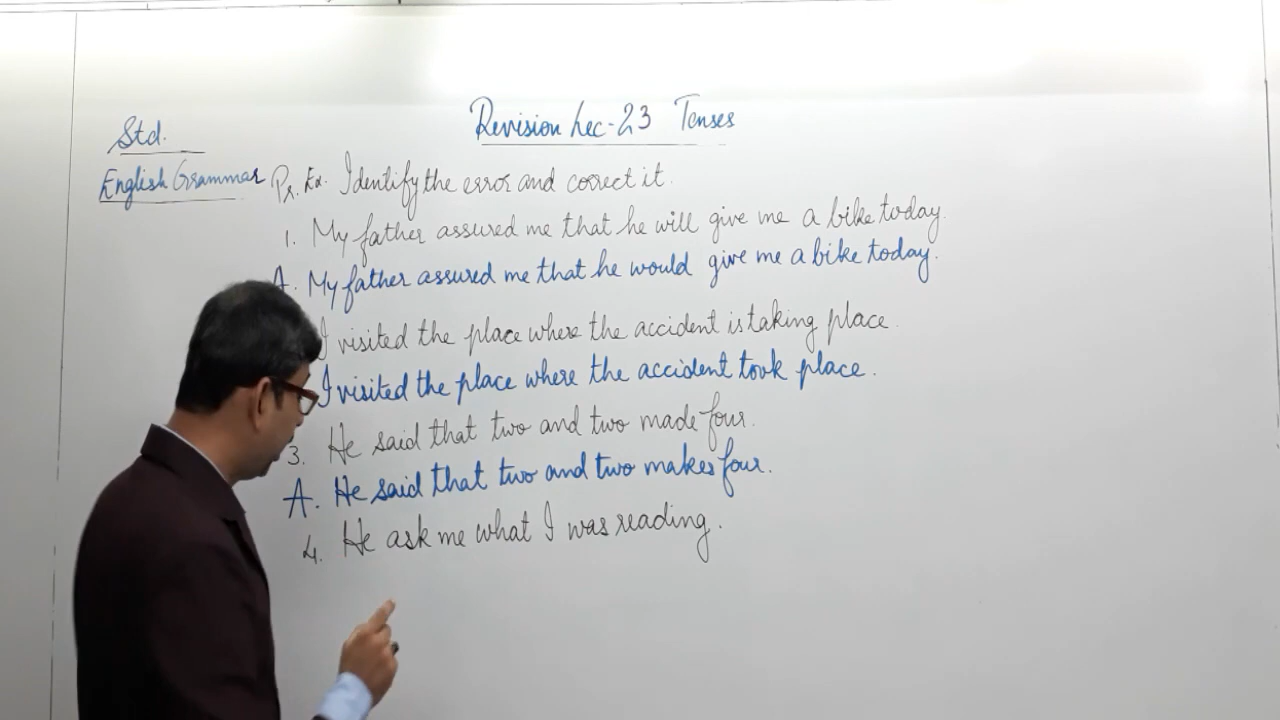 Revision Lec-23 Tenses
Std.
English Grammar
Pr. Ex. Identify the error and correct it.
1. My father assured me that he will give me a bike today.
A. My father assured me that he would give me a bike today.
I visited the place where the accident is taking place.
I visited the place where the accident took place.
3. He said that two and two made four.
A. He said that two and two makes four.
4. He ask me what I was reading.